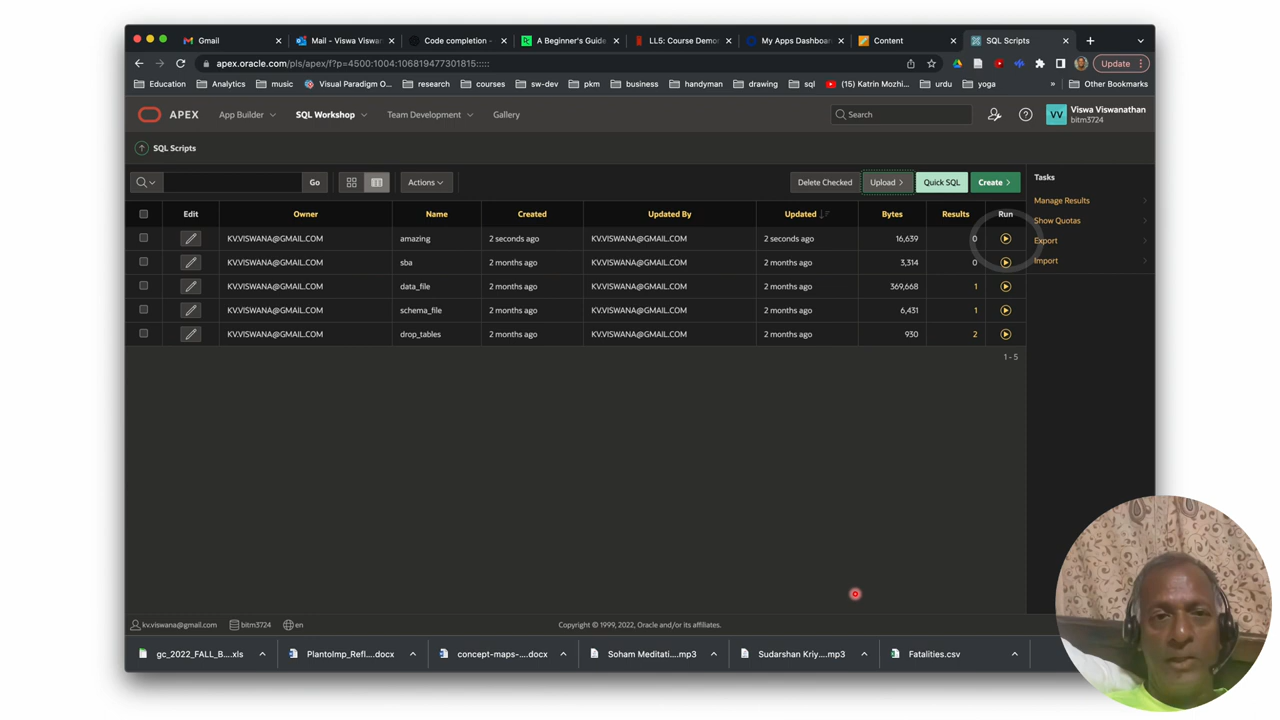 Gmail
Mail - Viswa Viswan
Code completion -
A Beginner's Guide
LL5: Course Demor
My Apps Dashboard
Content
SQL Scripts
apex.oracle.com/pls/apex/f?p=4500:1004:106819477301815:::::
Update
Education
Analytics
music
Visual Paradigm O...
research
courses
sw-dev
pkm
business
handyman
drawing
sql
(15) Katrin Mozhi...
urdu
yoga
»
Other Bookmarks
APEX
App Builder
SQL Workshop
Team Development
Gallery
Search
VV
Viswa Viswanathan
bitm3724
SQL Scripts
Go
Actions
Delete Checked
Upload
Quick SQL
Create
Tasks
Manage Results
Show Quotas
Export
Import
Edit Owner Name Created Updated By Updated Bytes Results Run
KV.VISWANA@GMAIL.COM amazing 2 seconds ago KV.VISWANA@GMAIL.COM 2 seconds ago 16,639 0
KV.VISWANA@GMAIL.COM sba 2 months ago KV.VISWANA@GMAIL.COM 2 months ago 3,314 0
KV.VISWANA@GMAIL.COM data_file 2 months ago KV.VISWANA@GMAIL.COM 2 months ago 369,668 1
KV.VISWANA@GMAIL.COM schema_file 2 months ago KV.VISWANA@GMAIL.COM 2 months ago 6,431 1
KV.VISWANA@GMAIL.COM drop_tables 2 months ago KV.VISWANA@GMAIL.COM 2 months ago 930 2
1 - 5
kv.viswana@gmail.com
bitm3724
en
Copyright © 1999, 2022, Oracle and/or its affiliates.
gc_2022_FALL_B....xls
PlantoImp_Refl....docx
concept-maps-....docx
Soham Meditati....mp3
Sudarshan Kriy....mp3
Fatalities.csv